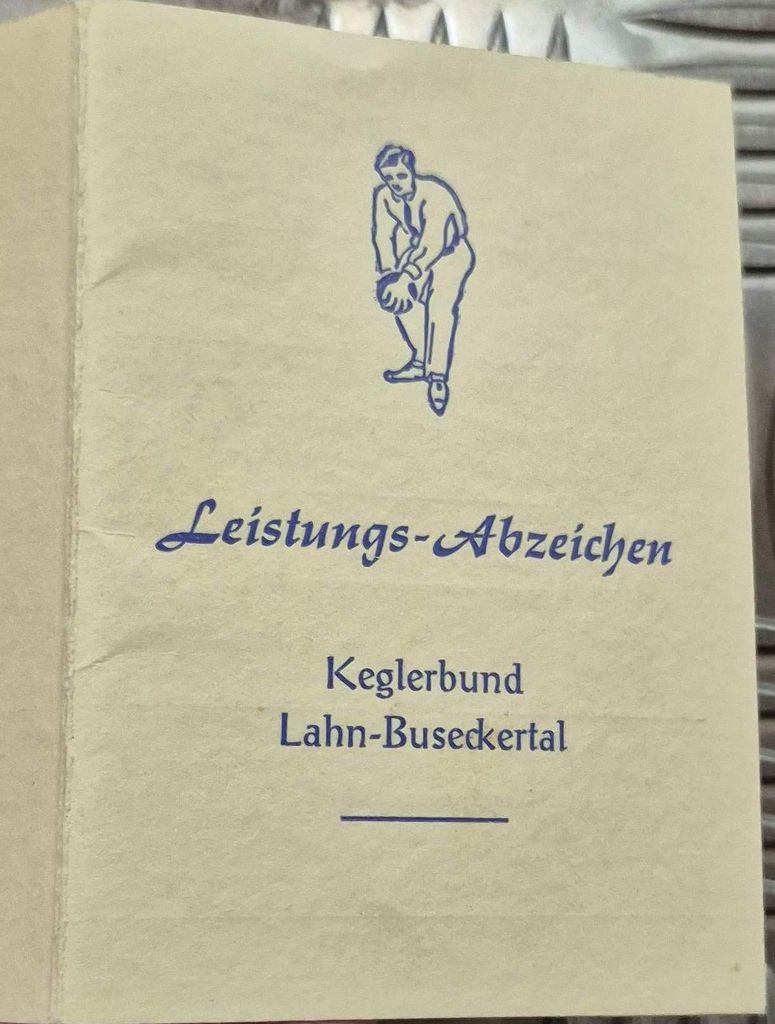 Leistungs-Abzeichen
Keglerbund
Lahn-Buseckertal